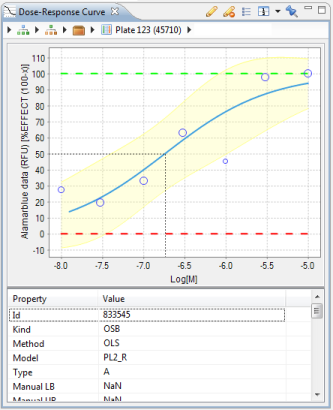 Dose-Response Curve
Plate 123 (45710)
Alamarblue data (RFU) [%EFFECT (100-x)]
110
100
90
80
70
60
50
40
30
20
10
0
-10
-8.0 -7.5 -7.0 -6.5 -6.0 -5.5 -5.0
Log[M]
Property Value
Id 833545
Kind OSB
Method OLS
Model PL2_R
Type A
Manual LB NaN
Manual UB NaN